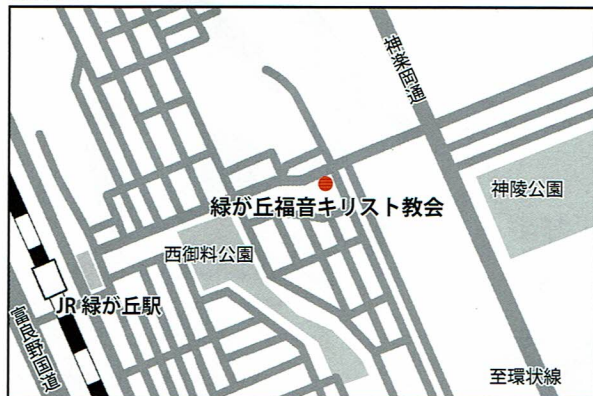 神楽岡通
神陵公園
緑が丘福音キリスト教会
西御料公園
JR 緑が丘駅
富良野国道
至環状線